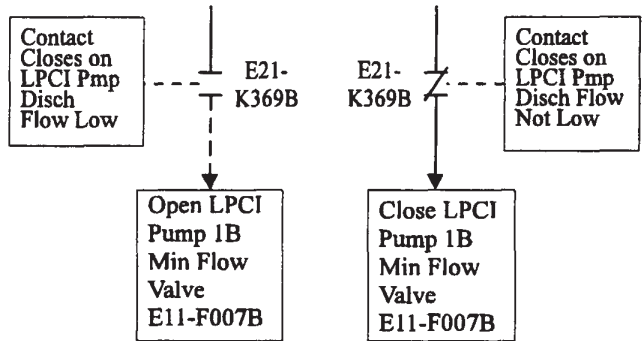 Contact
Closes on
LPCI Pmp
Disch
Flow Low
E21-
K369B
E21-
K369B
Contact
Closes on
LPCI Pmp
Disch Flow
Not Low
Open LPCI
Pump 1B
Min Flow
Valve
E11-F007B
Close LPCI
Pump 1B
Min Flow
Valve
E11-F007B